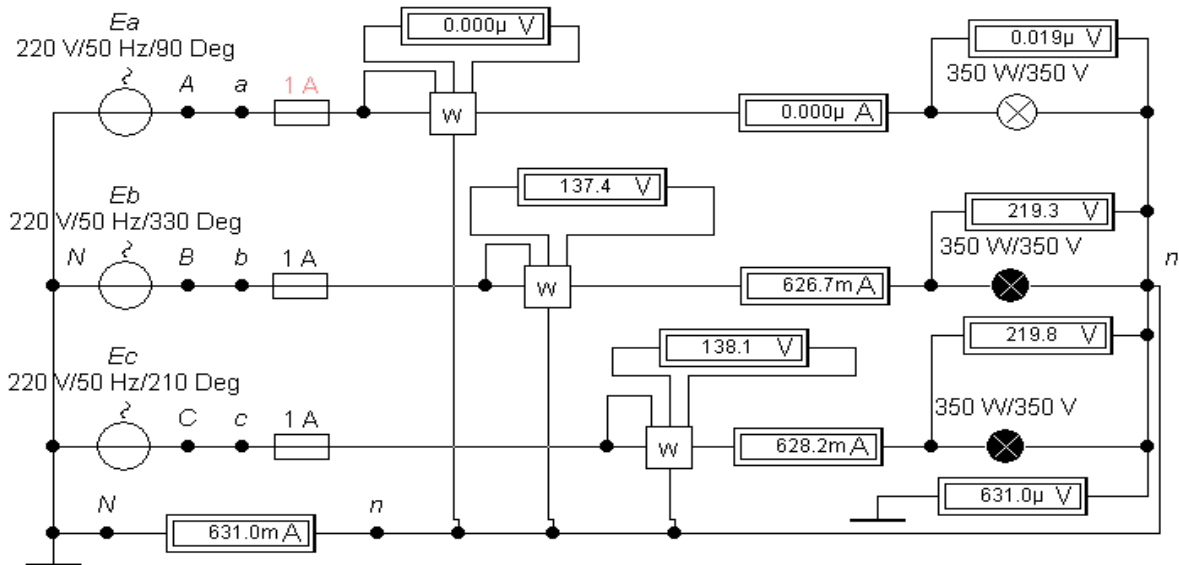 Ea
220 V/50 Hz/90 Deg
A a 1 A
0.000µ V
W
0.000µ A
0.019µ V
350 W/350 V
Eb
220 V/50 Hz/330 Deg
N B b 1 A
137.4 V
W
626.7m A
219.3 V
350 W/350 V
n
Ec
220 V/50 Hz/210 Deg
C c 1 A
138.1 V
W
628.2m A
219.8 V
350 W/350 V
631.0µ V
N 631.0m A n